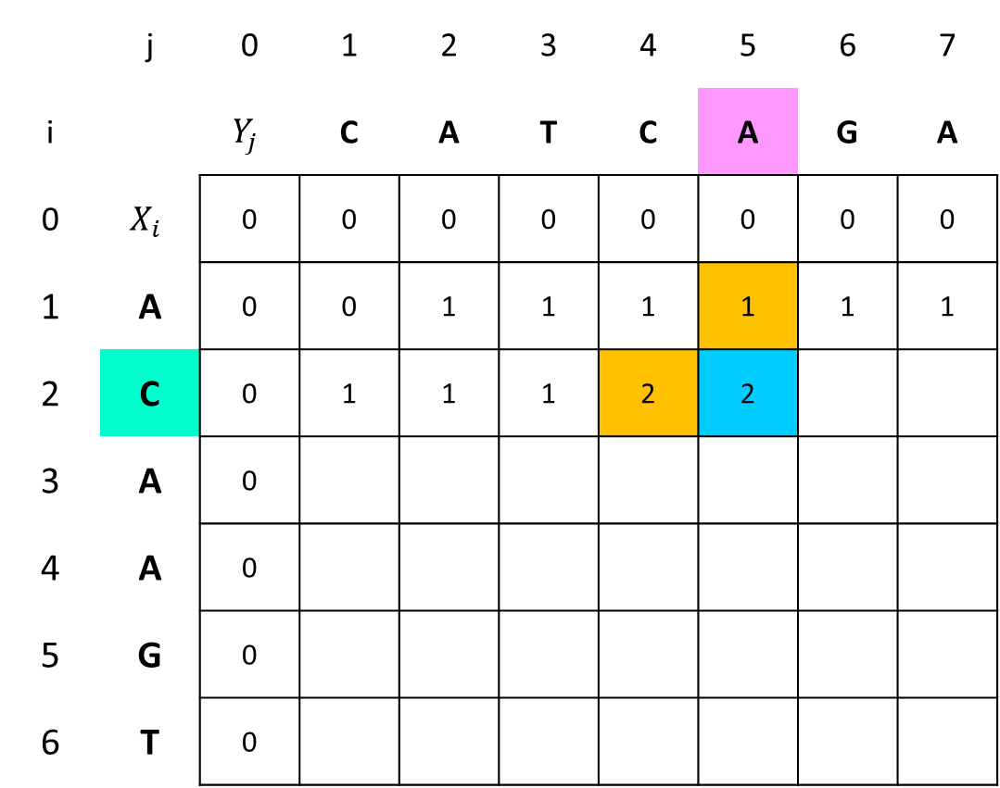 j 0 1 2 3 4 5 6 7
i Yj C A T C A G A
0 Xi 0 0 0 0 0 0 0 0
1 A 0 0 1 1 1 1 1 1
2 C 0 1 1 1 2 2
3 A 0
4 A 0
5 G 0
6 T 0